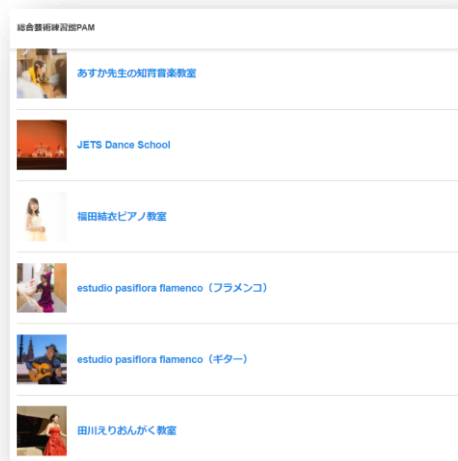 総合藝術練習館PAM
あすか先生の知育音楽教室
JETS Dance School
福田結衣ピアノ教室
estudio pasiflora flamenco（フラメンコ）
estudio pasiflora flamenco（ギター）
田川えりおんがく教室